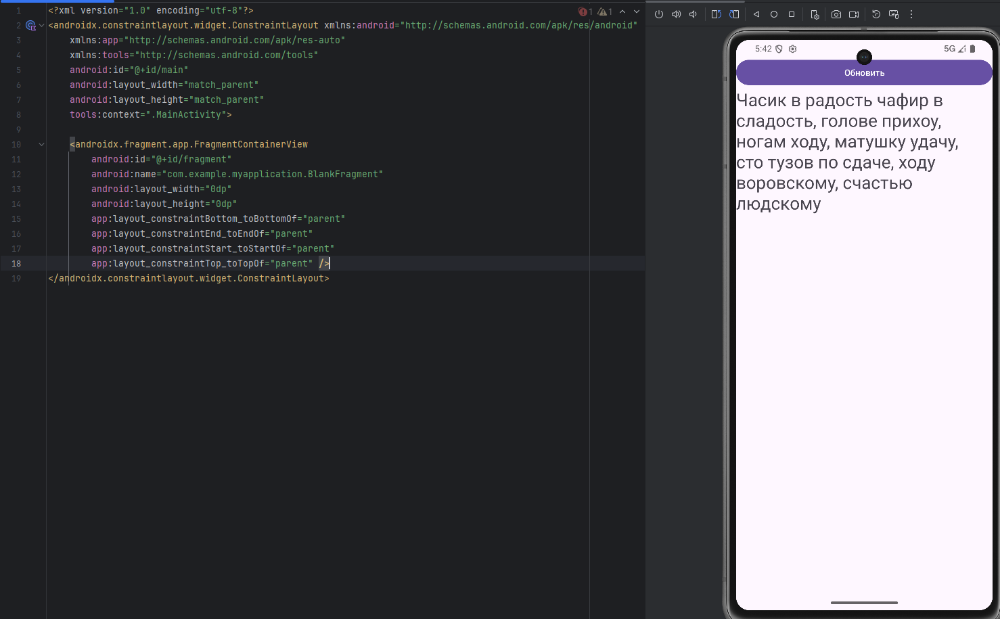 1 <?xml version="1.0" encoding="utf-8"?>
2 <androidx.constraintlayout.widget.ConstraintLayout xmlns:android="http://schemas.android.com/apk/res/android"
3 xmlns:app="http://schemas.android.com/apk/res-auto"
4 xmlns:tools="http://schemas.android.com/tools"
5 android:id="@+id/main"
6 android:layout_width="match_parent"
7 android:layout_height="match_parent"
8 tools:context=".MainActivity">
9
10 <androidx.fragment.app.FragmentContainerView
11 android:id="@+id/fragment"
12 android:name="com.example.myapplication.BlankFragment"
13 android:layout_width="0dp"
14 android:layout_height="0dp"
15 app:layout_constraintBottom_toBottomOf="parent"
16 app:layout_constraintEnd_toEndOf="parent"
17 app:layout_constraintStart_toStartOf="parent"
18 app:layout_constraintTop_toTopOf="parent" />
19 </androidx.constraintlayout.widget.ConstraintLayout>
1 1
5:42 5G
Обновить
Часик в радость чафир в
сладость, голове прихоу,
ногам ходу, матушку удачу,
сто тузов по сдаче, ходу
воровскому, счастью
людскому